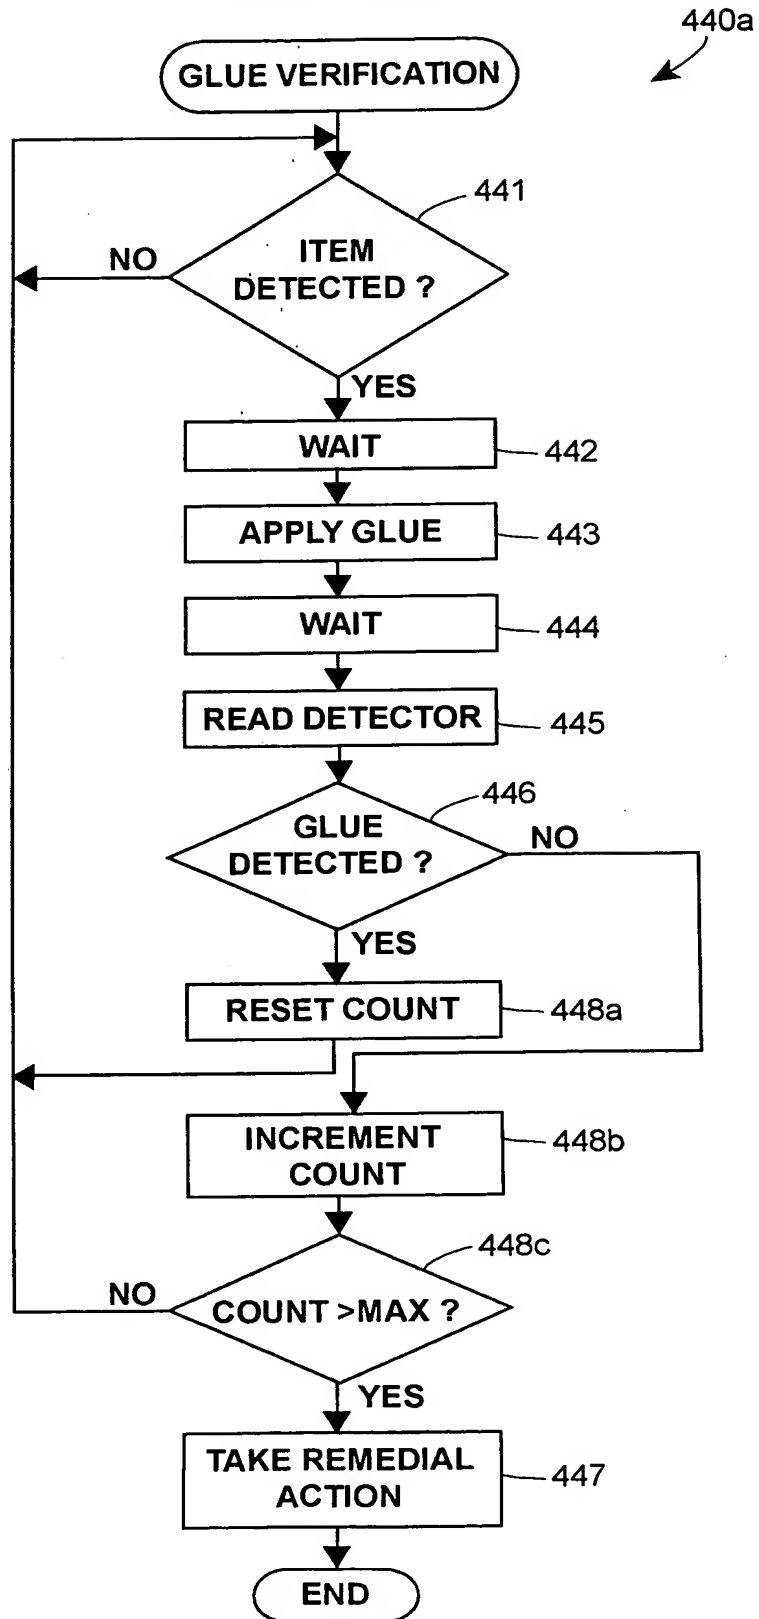 440a
GLUE VERIFICATION
441
ITEM
DETECTED ?
NO
YES
WAIT
442
APPLY GLUE
443
WAIT
444
READ DETECTOR
445
446
GLUE
DETECTED ?
NO
YES
RESET COUNT
448a
INCREMENT
COUNT
448b
448c
COUNT >MAX ?
NO
YES
TAKE REMEDIAL
ACTION
447
END